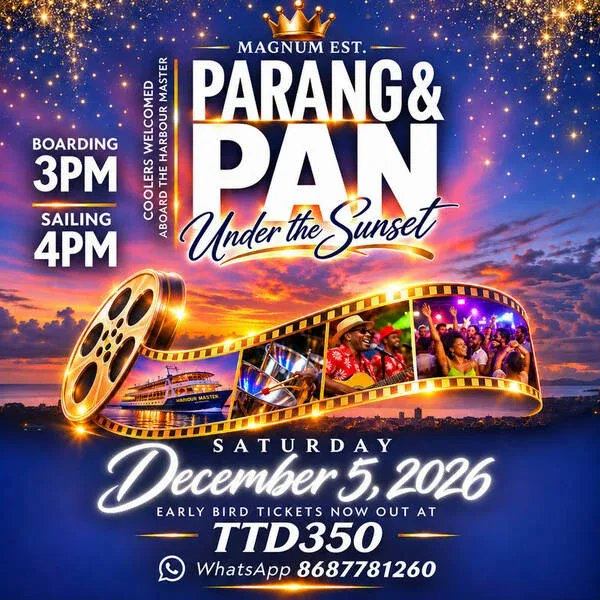 MAGNUM EST.
PARANG &
PAN
Under the Sunset
COOLERS WELCOMED
ABOARD THE HARBOUR MASTER
BOARDING
3PM
SAILING
4PM
HARBOUR MASTER
SATURDAY
December 5, 2026
EARLY BIRD TICKETS NOW OUT AT
TTD350
WhatsApp 8687781260